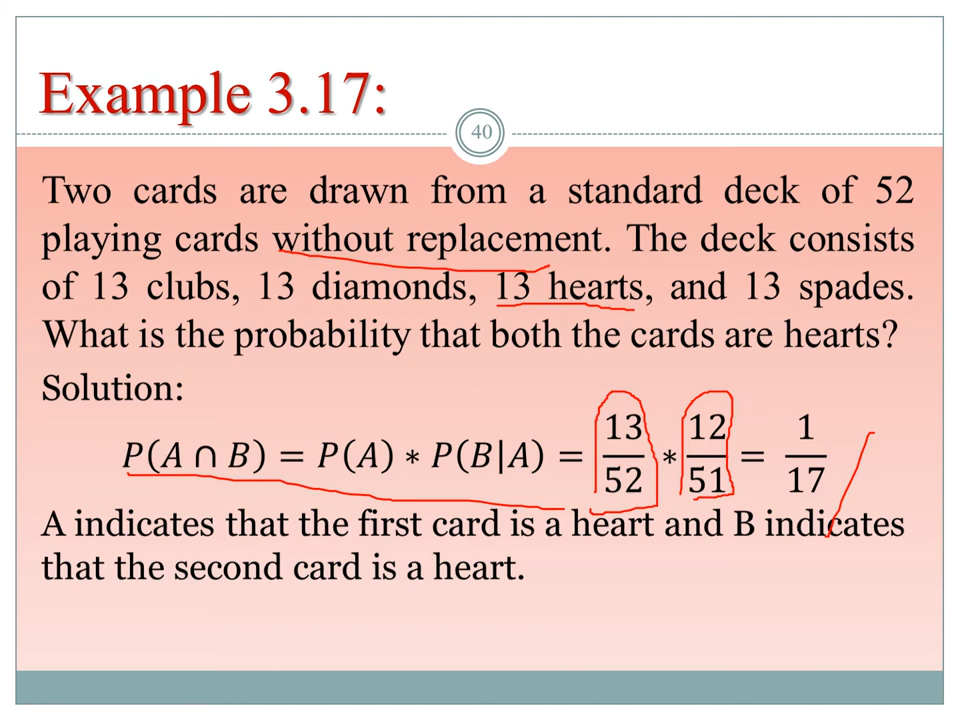 Example 3.17:
40
Two cards are drawn from a standard deck of 52
playing cards without replacement. The deck consists
of 13 clubs, 13 diamonds, 13 hearts, and 13 spades.
What is the probability that both the cards are hearts?
Solution:
P(A ∩ B) = P(A) ∗ P(B|A) = 13/52 ∗ 12/51 = 1/17
A indicates that the first card is a heart and B indicates
that the second card is a heart.